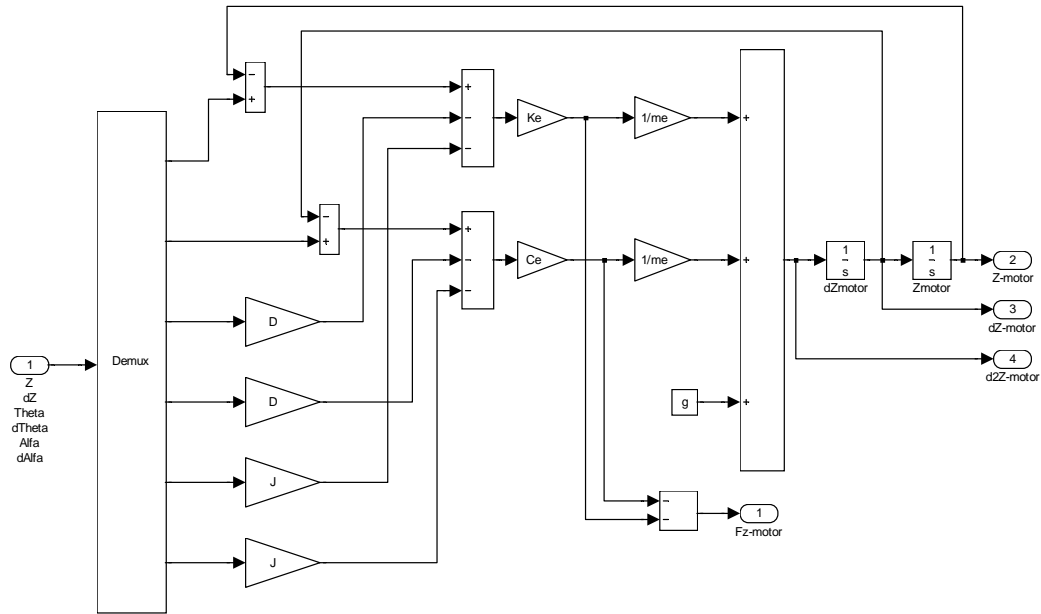 −
+
+
−
−
Ke
1/me
+
−
+
+
−
−
Ce
1/me
+
1
s
dZmotor
1
s
Zmotor
2
Z-motor
3
dZ-motor
4
d2Z-motor
1
Z
dZ
Theta
dTheta
Alfa
dAlfa
Demux
D
D
J
J
g
+
−
−
1
Fz-motor